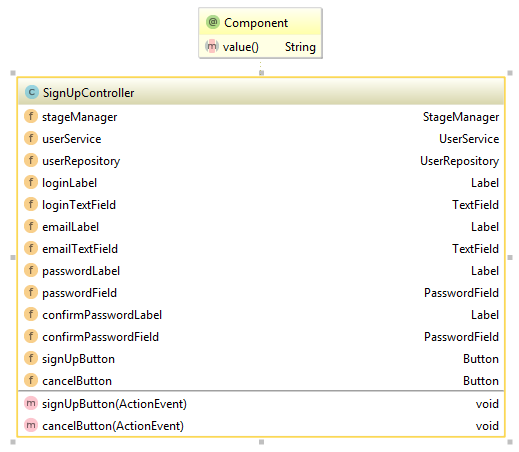 @ Component
m value() String
C SignUpController
f stageManager StageManager
f userService UserService
f userRepository UserRepository
f loginLabel Label
f loginTextField TextField
f emailLabel Label
f emailTextField TextField
f passwordLabel Label
f passwordField PasswordField
f confirmPasswordLabel Label
f confirmPasswordField PasswordField
f signUpButton Button
f cancelButton Button
m signUpButton(ActionEvent) void
m cancelButton(ActionEvent) void